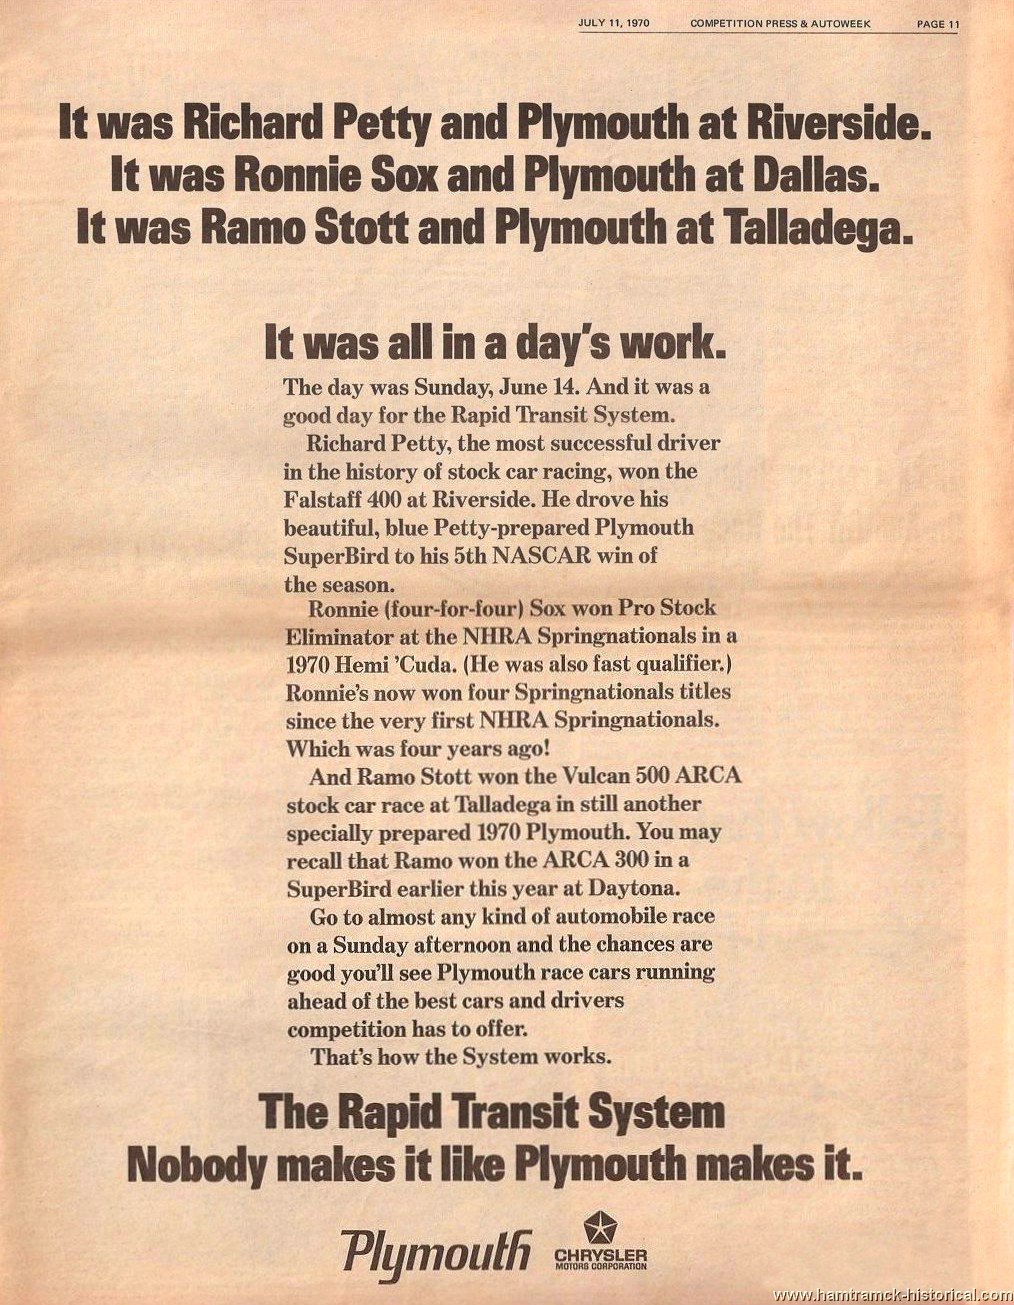 JULY 11, 1970 COMPETITION PRESS & AUTOWEEK PAGE 11
It was Richard Petty and Plymouth at Riverside.
It was Ronnie Sox and Plymouth at Dallas.
It was Ramo Stott and Plymouth at Talladega.
It was all in a day's work.
The day was Sunday, June 14. And it was a
good day for the Rapid Transit System.
Richard Petty, the most successful driver
in the history of stock car racing, won the
Falstaff 400 at Riverside. He drove his
beautiful, blue Petty-prepared Plymouth
SuperBird to his 5th NASCAR win of
the season.
Ronnie (four-for-four) Sox won Pro Stock
Eliminator at the NHRA Springnationals in a
1970 Hemi 'Cuda. (He was also fast qualifier.)
Ronnie's now won four Springnationals titles
since the very first NHRA Springnationals.
Which was four years ago!
And Ramo Stott won the Vulcan 500 ARCA
stock car race at Talladega in still another
specially prepared 1970 Plymouth. You may
recall that Ramo won the ARCA 300 in a
SuperBird earlier this year at Daytona.
Go to almost any kind of automobile race
on a Sunday afternoon and the chances are
good you'll see Plymouth race cars running
ahead of the best cars and drivers
competition has to offer.
That's how the System works.
The Rapid Transit System
Nobody makes it like Plymouth makes it.
Plymouth
CHRYSLER
MOTORS CORPORATION
www.hamtramck-historical.com